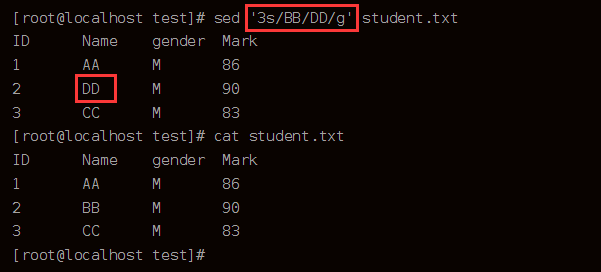 [root@localhost test]# sed '3s/BB/DD/g' student.txt
ID Name gender Mark
1 AA M 86
2 DD M 90
3 CC M 83
[root@localhost test]# cat student.txt
ID Name gender Mark
1 AA M 86
2 BB M 90
3 CC M 83
[root@localhost test]#